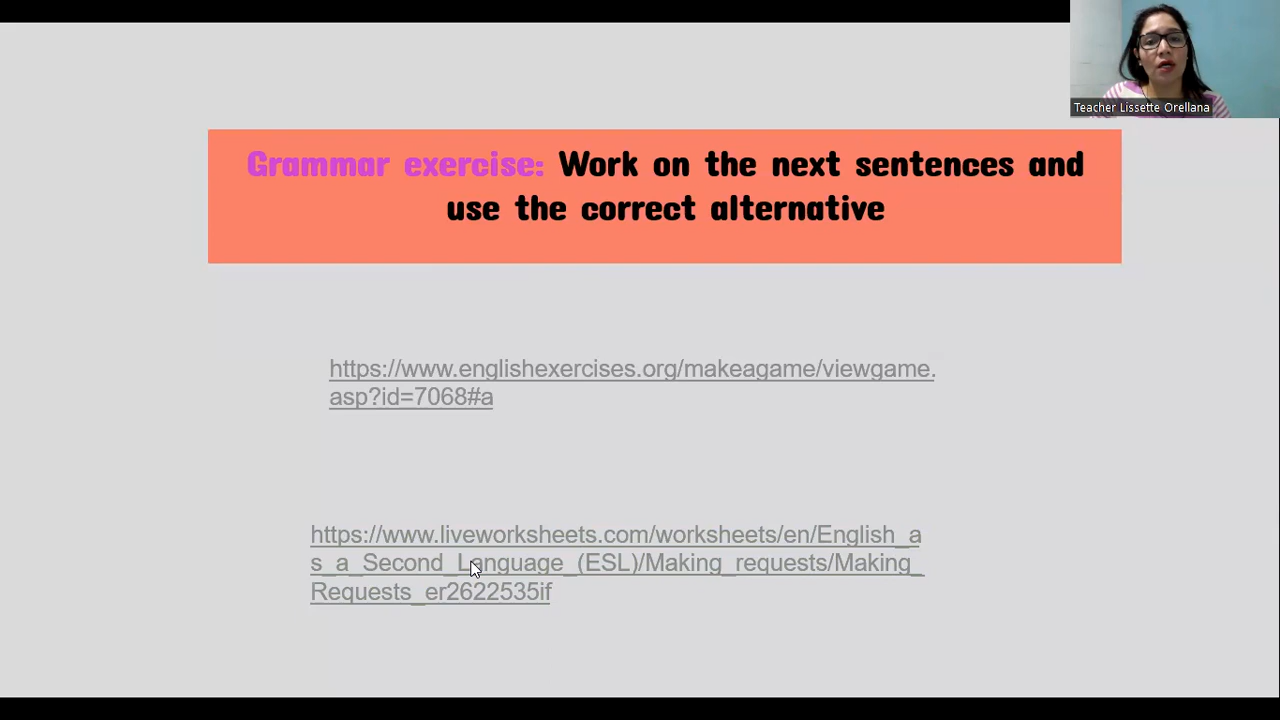 Teacher Lissette Orellana
Grammar exercise: Work on the next sentences and
use the correct alternative
https://www.englishexercises.org/makeagame/viewgame.
asp?id=7068#a
https://www.liveworksheets.com/worksheets/en/English_a
s_a_Second_Language_(ESL)/Making_requests/Making_
Requests_er2622535if